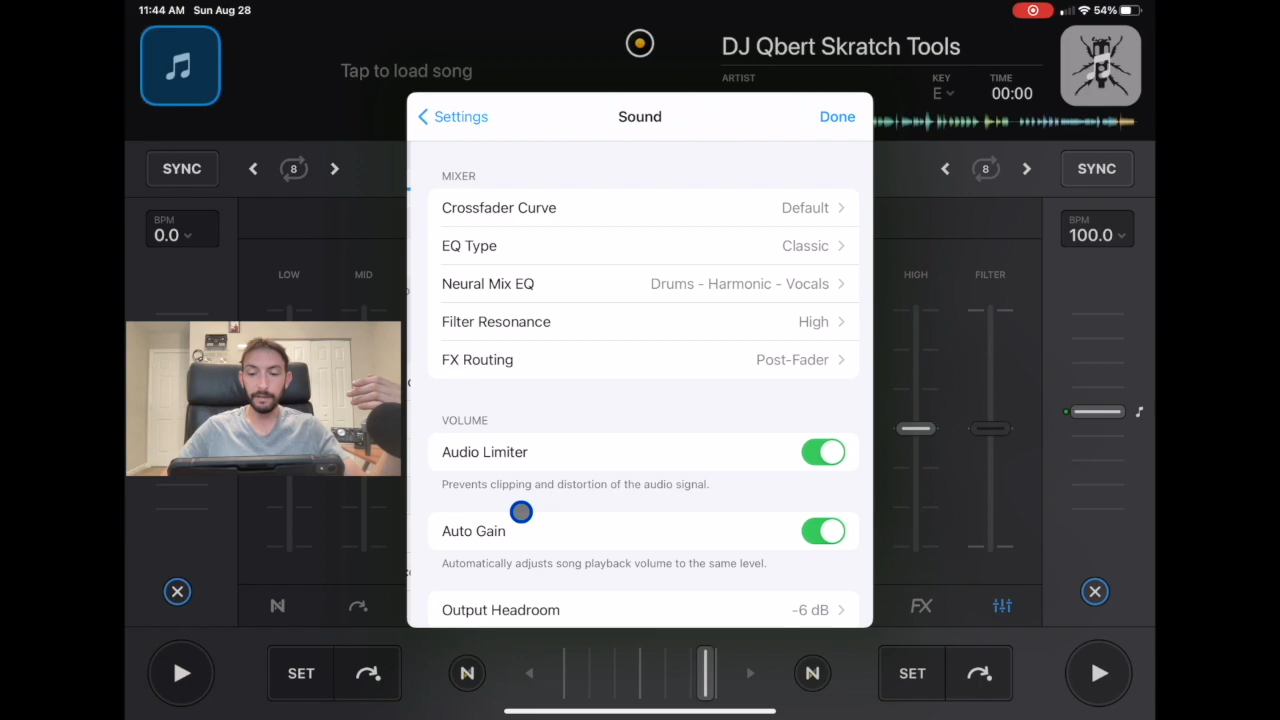 11:44 AM Sun Aug 28
54%
Tap to load song
DJ Qbert Skratch Tools
ARTIST
KEY
E
TIME
00:00
SYNC
8
8
SYNC
BPM
0.0
BPM
100.0
LOW
MID
HIGH
FILTER
Settings
Sound
Done
MIXER
Crossfader Curve Default
EQ Type Classic
Neural Mix EQ Drums - Harmonic - Vocals
Filter Resonance High
FX Routing Post-Fader
VOLUME
Audio Limiter
Prevents clipping and distortion of the audio signal.
Auto Gain
Automatically adjusts song playback volume to the same level.
Output Headroom -6 dB
FX
SET
N
N
SET